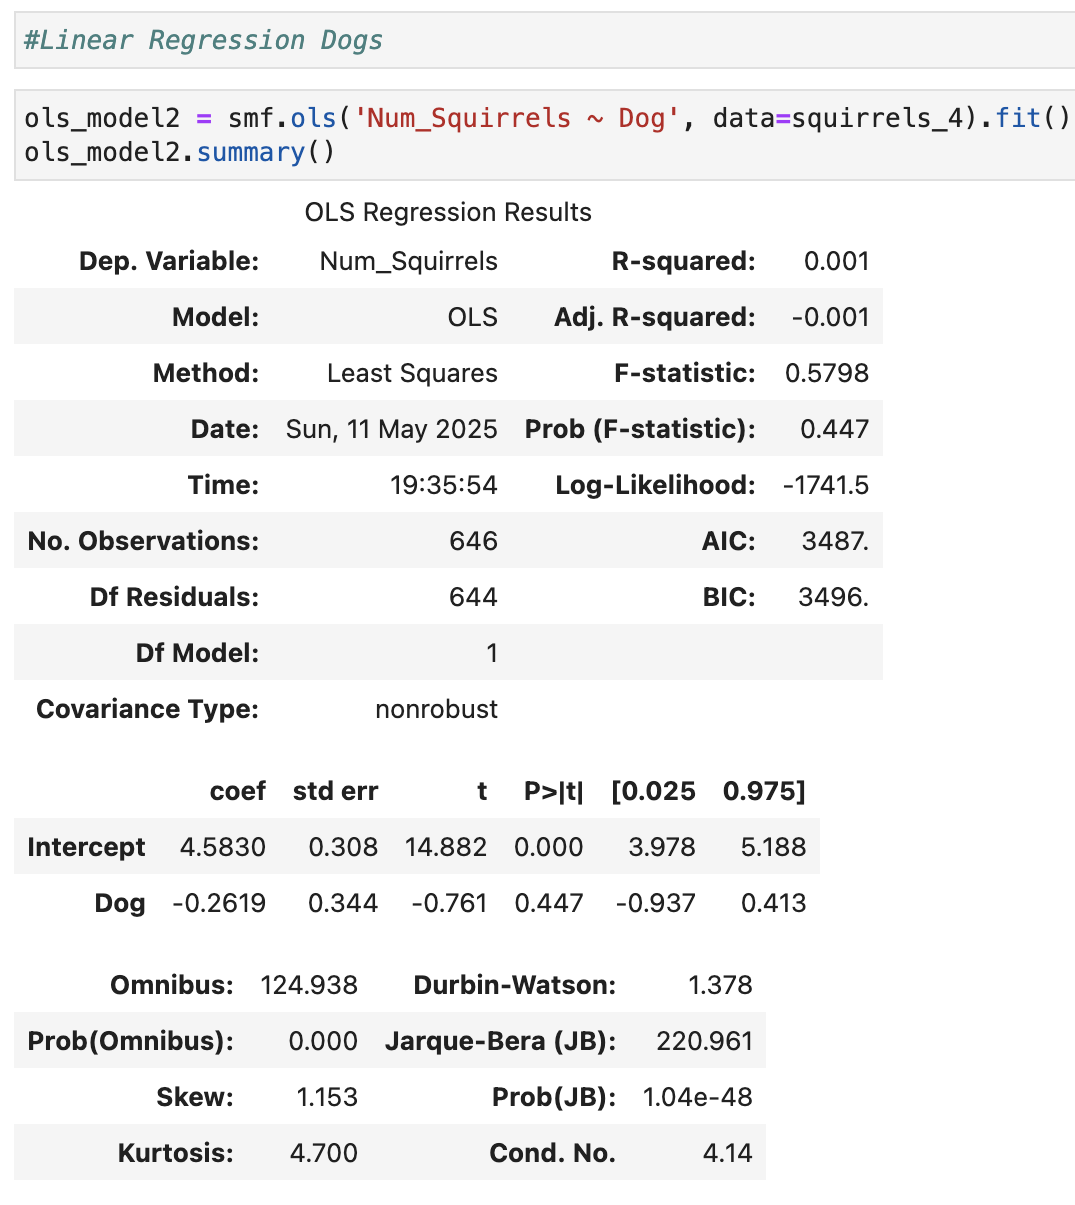 #Linear Regression Dogs
ols_model2 = smf.ols('Num_Squirrels ~ Dog', data=squirrels_4).fit()
ols_model2.summary()
OLS Regression Results
Dep. Variable: Num_Squirrels R-squared: 0.001
Model: OLS Adj. R-squared: -0.001
Method: Least Squares F-statistic: 0.5798
Date: Sun, 11 May 2025 Prob (F-statistic): 0.447
Time: 19:35:54 Log-Likelihood: -1741.5
No. Observations: 646 AIC: 3487.
Df Residuals: 644 BIC: 3496.
Df Model: 1
Covariance Type: nonrobust
coef std err t P>|t| [0.025 0.975]
Intercept 4.5830 0.308 14.882 0.000 3.978 5.188
Dog -0.2619 0.344 -0.761 0.447 -0.937 0.413
Omnibus: 124.938 Durbin-Watson: 1.378
Prob(Omnibus): 0.000 Jarque-Bera (JB): 220.961
Skew: 1.153 Prob(JB): 1.04e-48
Kurtosis: 4.700 Cond. No. 4.14